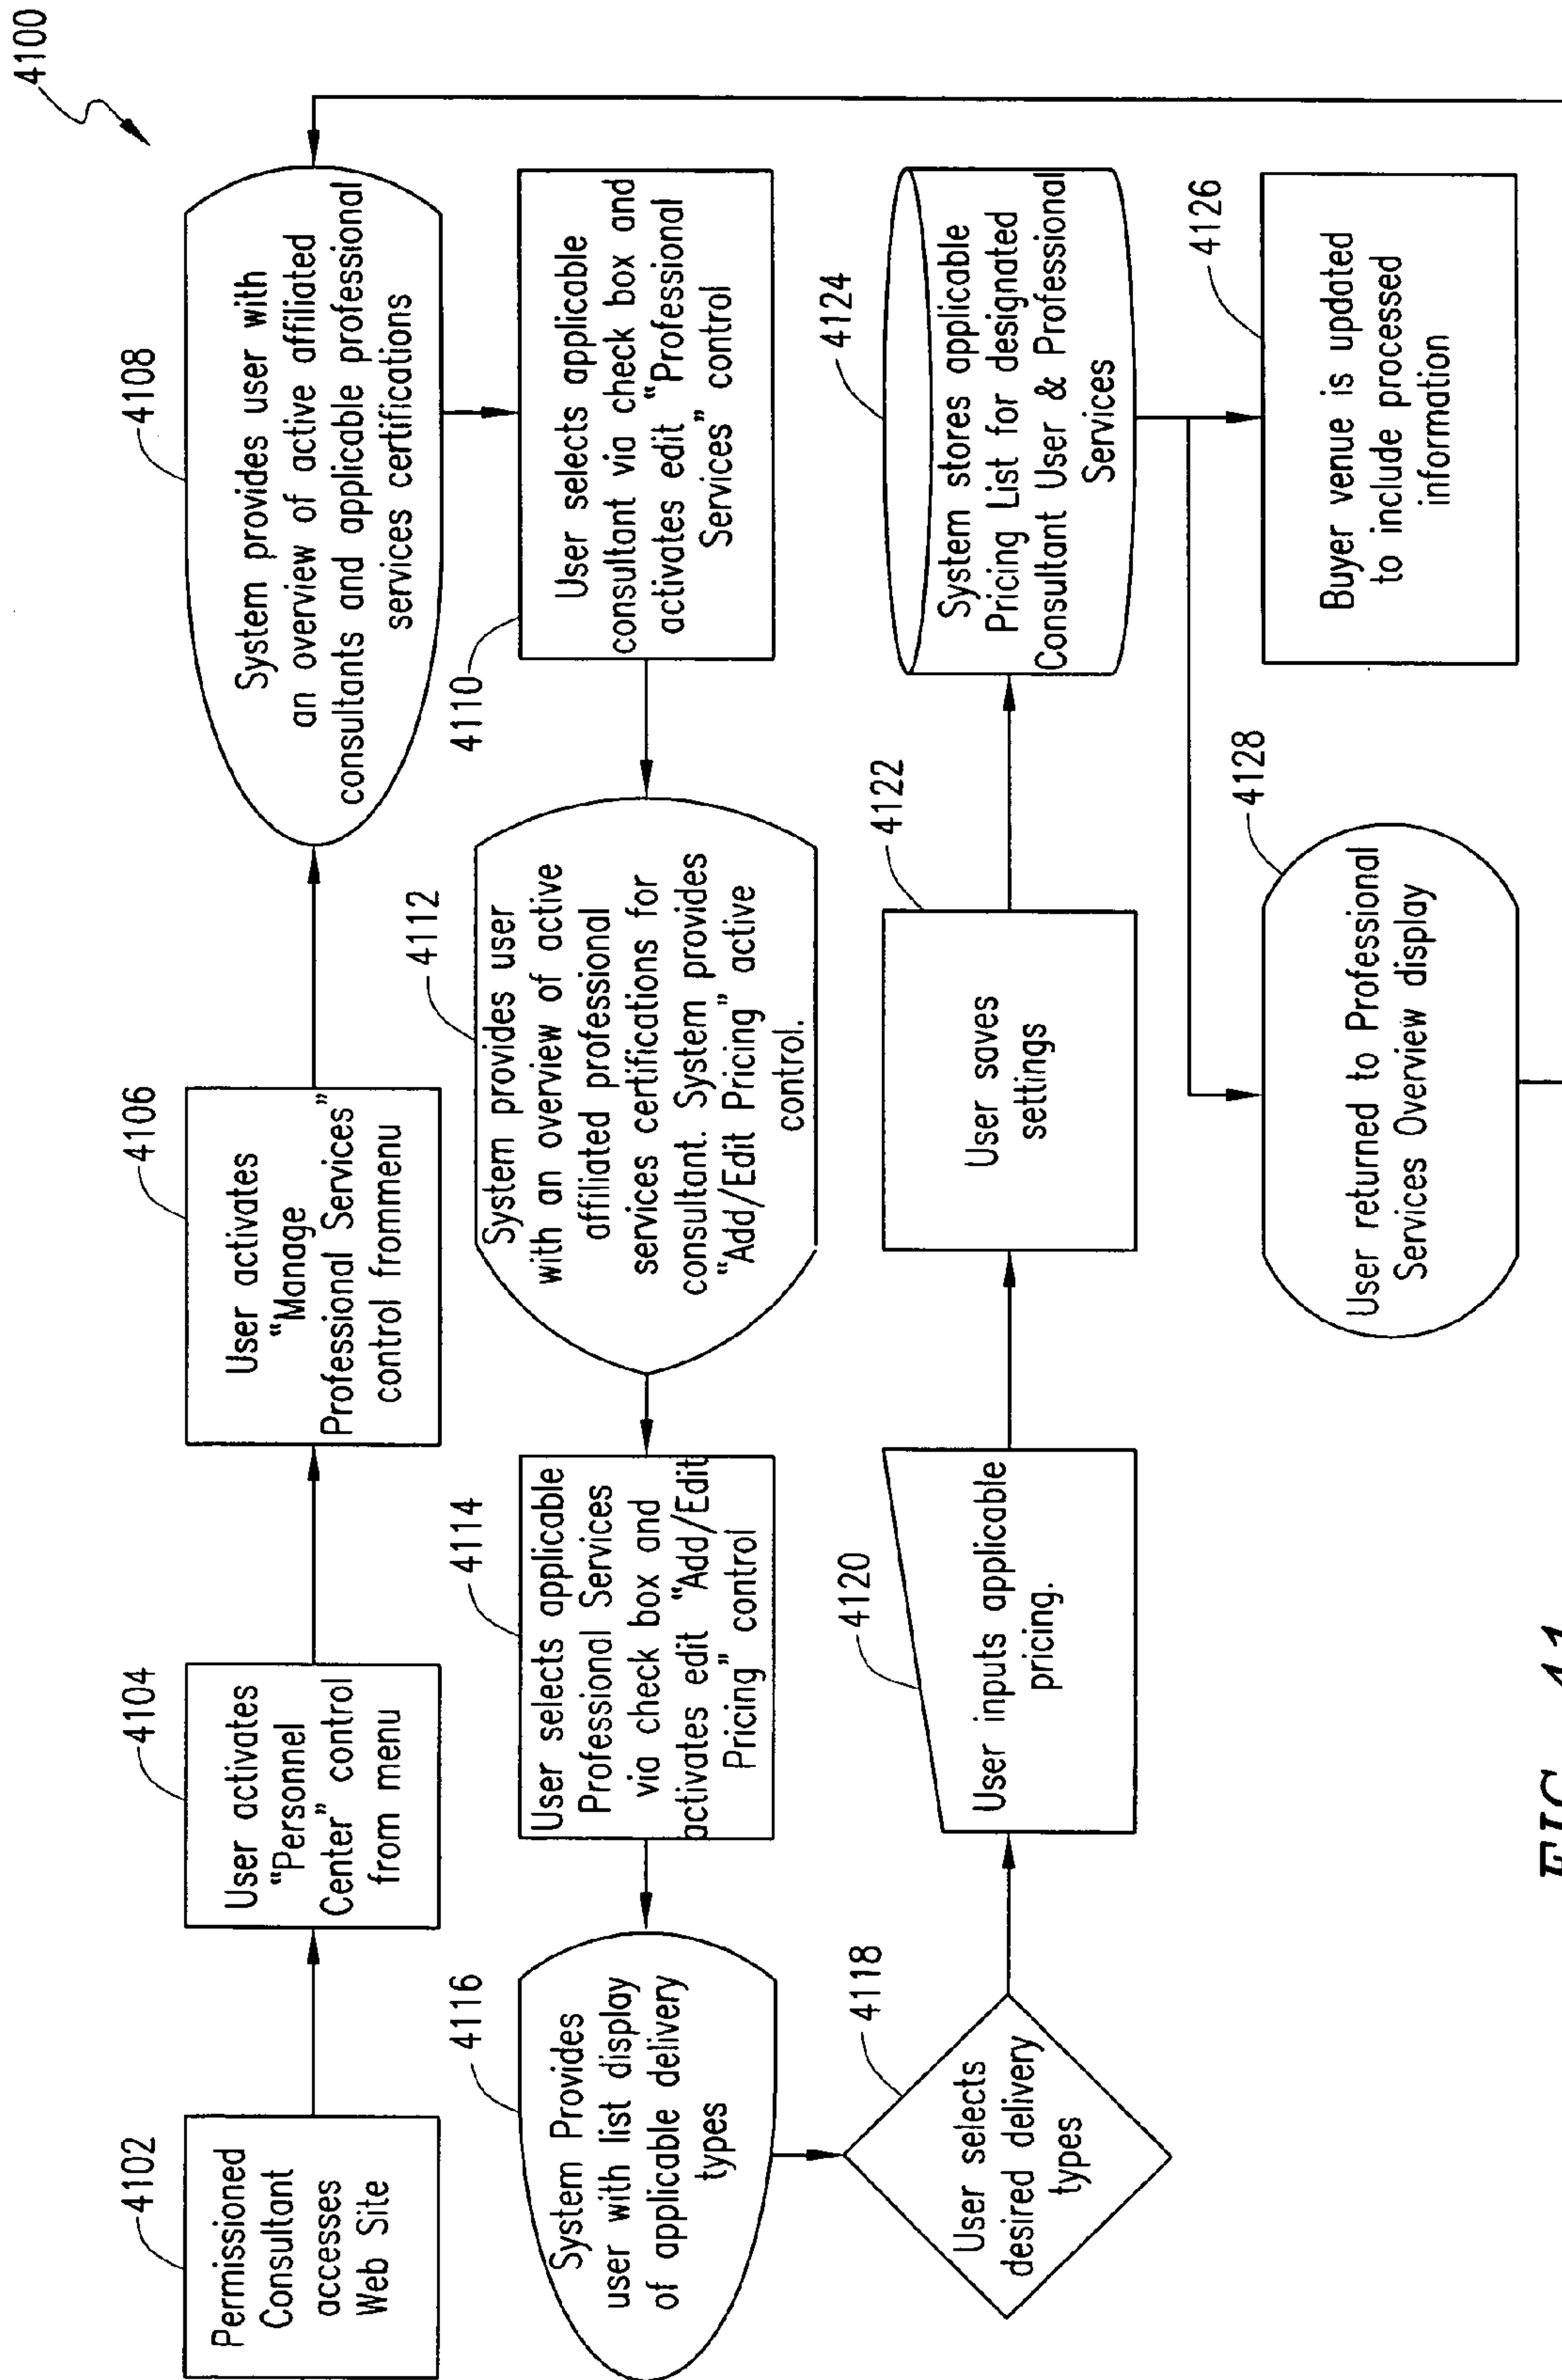 4100
4102
Permissioned
Consultant
accesses
Web Site
4104
User activates
"Personnel
Center" control
from menu
4106
User activates
"Manage
Professional Services"
control frommenu
4108
System provides user with
an overview of active affiliated
consultants and applicable professional
services certifications
4110
User selects applicable
consultant via check box and
activates edit "Professional
Services" control
4112
System provides user
with an overview of active
affiliated professional
services certifications for
consultant. System provides
"Add/Edit Pricing" active
control.
4114
User selects applicable
Professional Services
via check box and
activates edit "Add/Edit
Pricing" control
4116
System Provides
user with list display
of applicable delivery
types
4118
User selects
desired delivery
types
4120
User inputs applicable
pricing.
4122
User saves
settings
4124
System stores applicable
Pricing List for designated
Consultant User & Professional
Services
4126
Buyer venue is updated
to include processed
information
4128
User returned to Professional
Services Overview display
FIG. 41